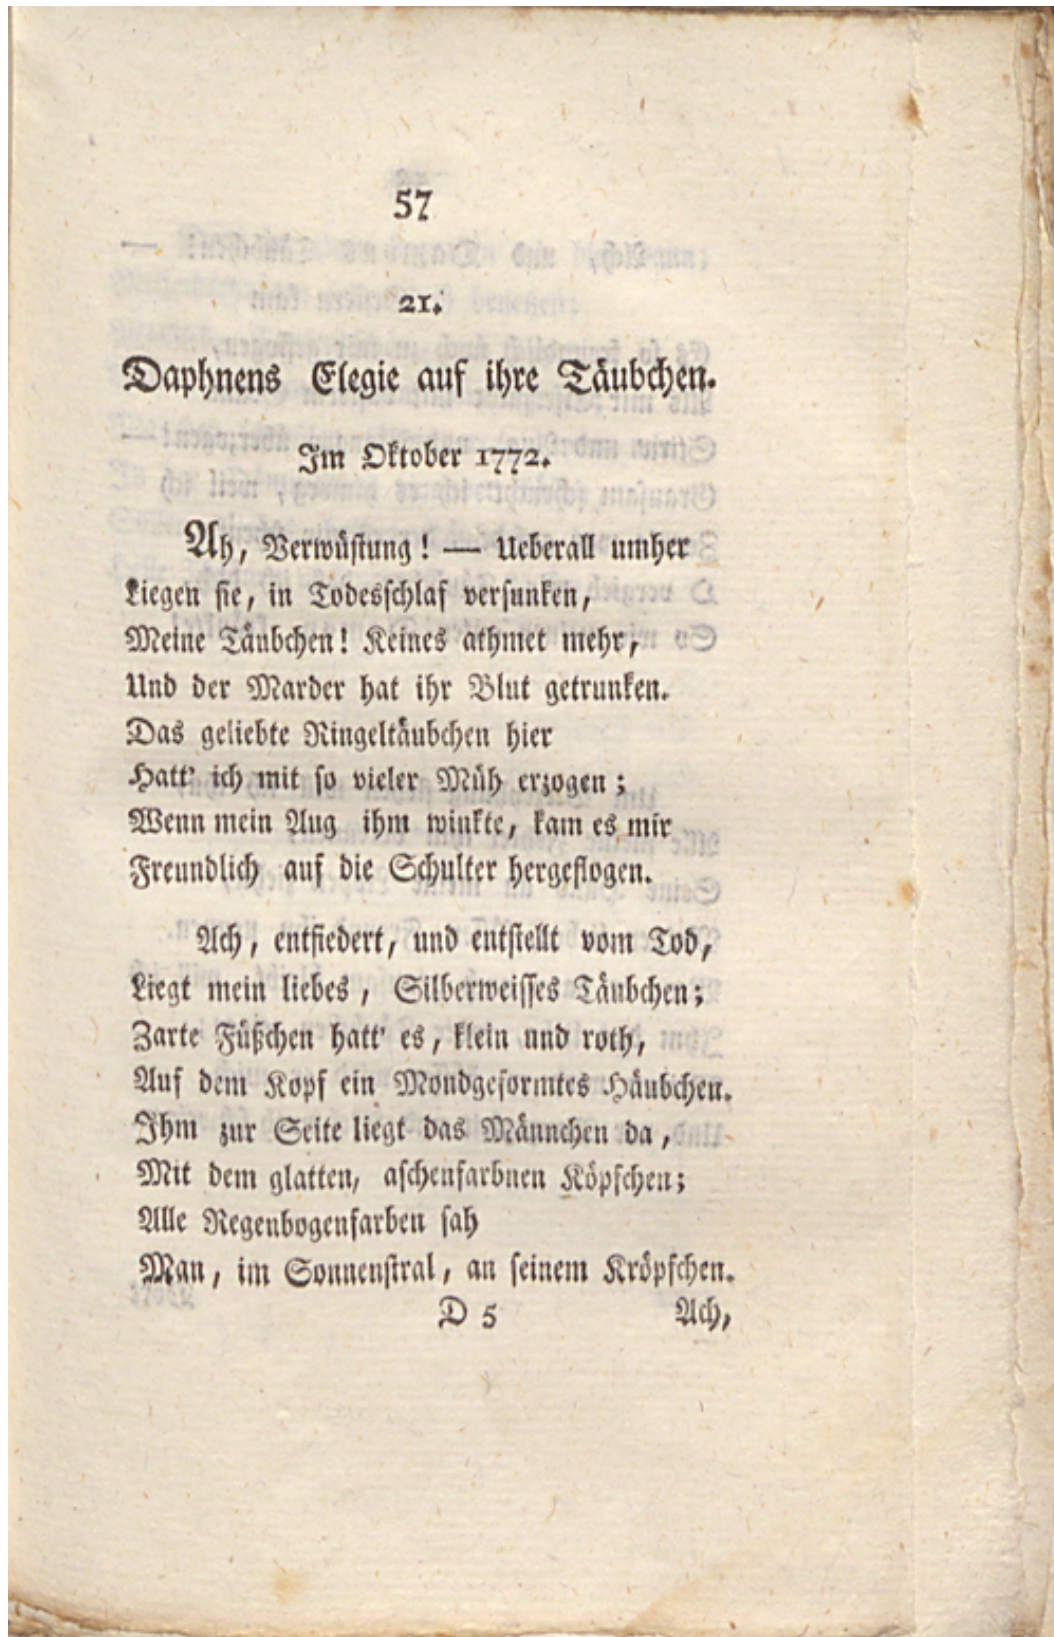 57
21.
Daphnens Elegie auf ihre Täubchen.
Im Oktober 1772.
Ah, Verwüstung! — Ueberall umher
Liegen sie, in Todesschlaf versunken,
Meine Täubchen! Keines athmet mehr,
Und der Marder hat ihr Blut getrunken.
Das geliebte Ringeltäubchen hier
Hatt' ich mit so vieler Müh erzogen;
Wenn mein Aug ihm winkte, kam es mir
Freundlich auf die Schulter hergeflogen.
Ach, entfiedert, und entstellt vom Tod,
Liegt mein liebes, Silberweisses Täubchen;
Zarte Füßchen hatt' es, klein und roth,
Auf dem Kopf ein Mondgeformtes Häubchen.
Ihm zur Seite liegt das Männchen da,
Mit dem glatten, aschenfarbnen Köpfchen;
Alle Regenbogenfarben sah
Man, im Sonnenstral, an seinem Kröpfchen.
D 5 Ach,